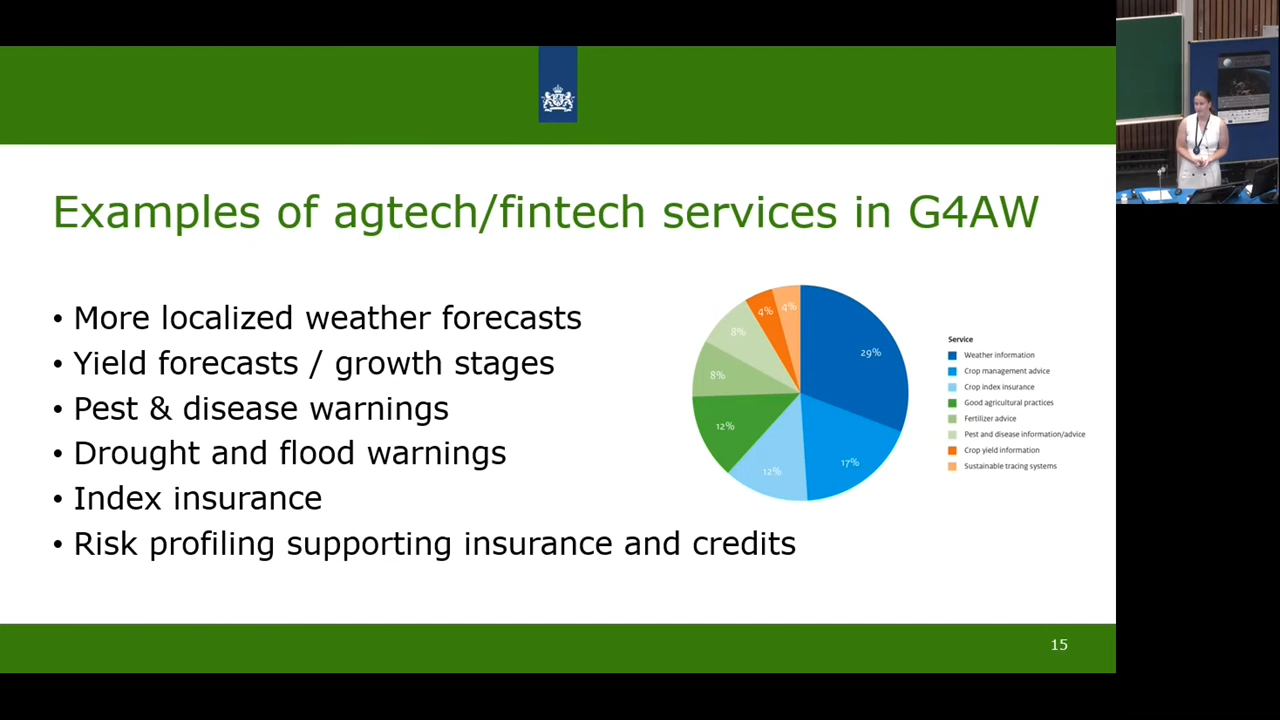 Examples of agtech/fintech services in G4AW
• More localized weather forecasts
• Yield forecasts / growth stages
• Pest & disease warnings
• Drought and flood warnings
• Index insurance
• Risk profiling supporting insurance and credits
29%
17%
12%
12%
8%
8%
4%
4%
Service
Weather information
Crop management advice
Crop index insurance
Good agricultural practices
Fertilizer advice
Pest and disease information/advice
Crop yield information
Sustainable tracing systems
15